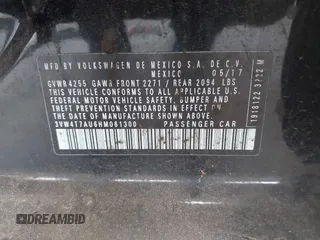 MFD.BY VOLKSWAGEN DE MEXICO S.A. DE C.V.
MEXICO 05/17
GVWR4255 GAWR FRONT 2271 / REAR 2094 LBS
THIS VEHICLE CONFORMS TO ALL APPLICABLE U.S.
FEDERAL MOTOR VEHICLE SAFETY, BUMPER AND
THEFT PREVENTION STANDARDS IN EFFECT ON
THE DATE OF MANUFACTURE SHOWN ABOVE.
3VW4T7AU6HM061300 PASSENGER CAR
DREAMBID